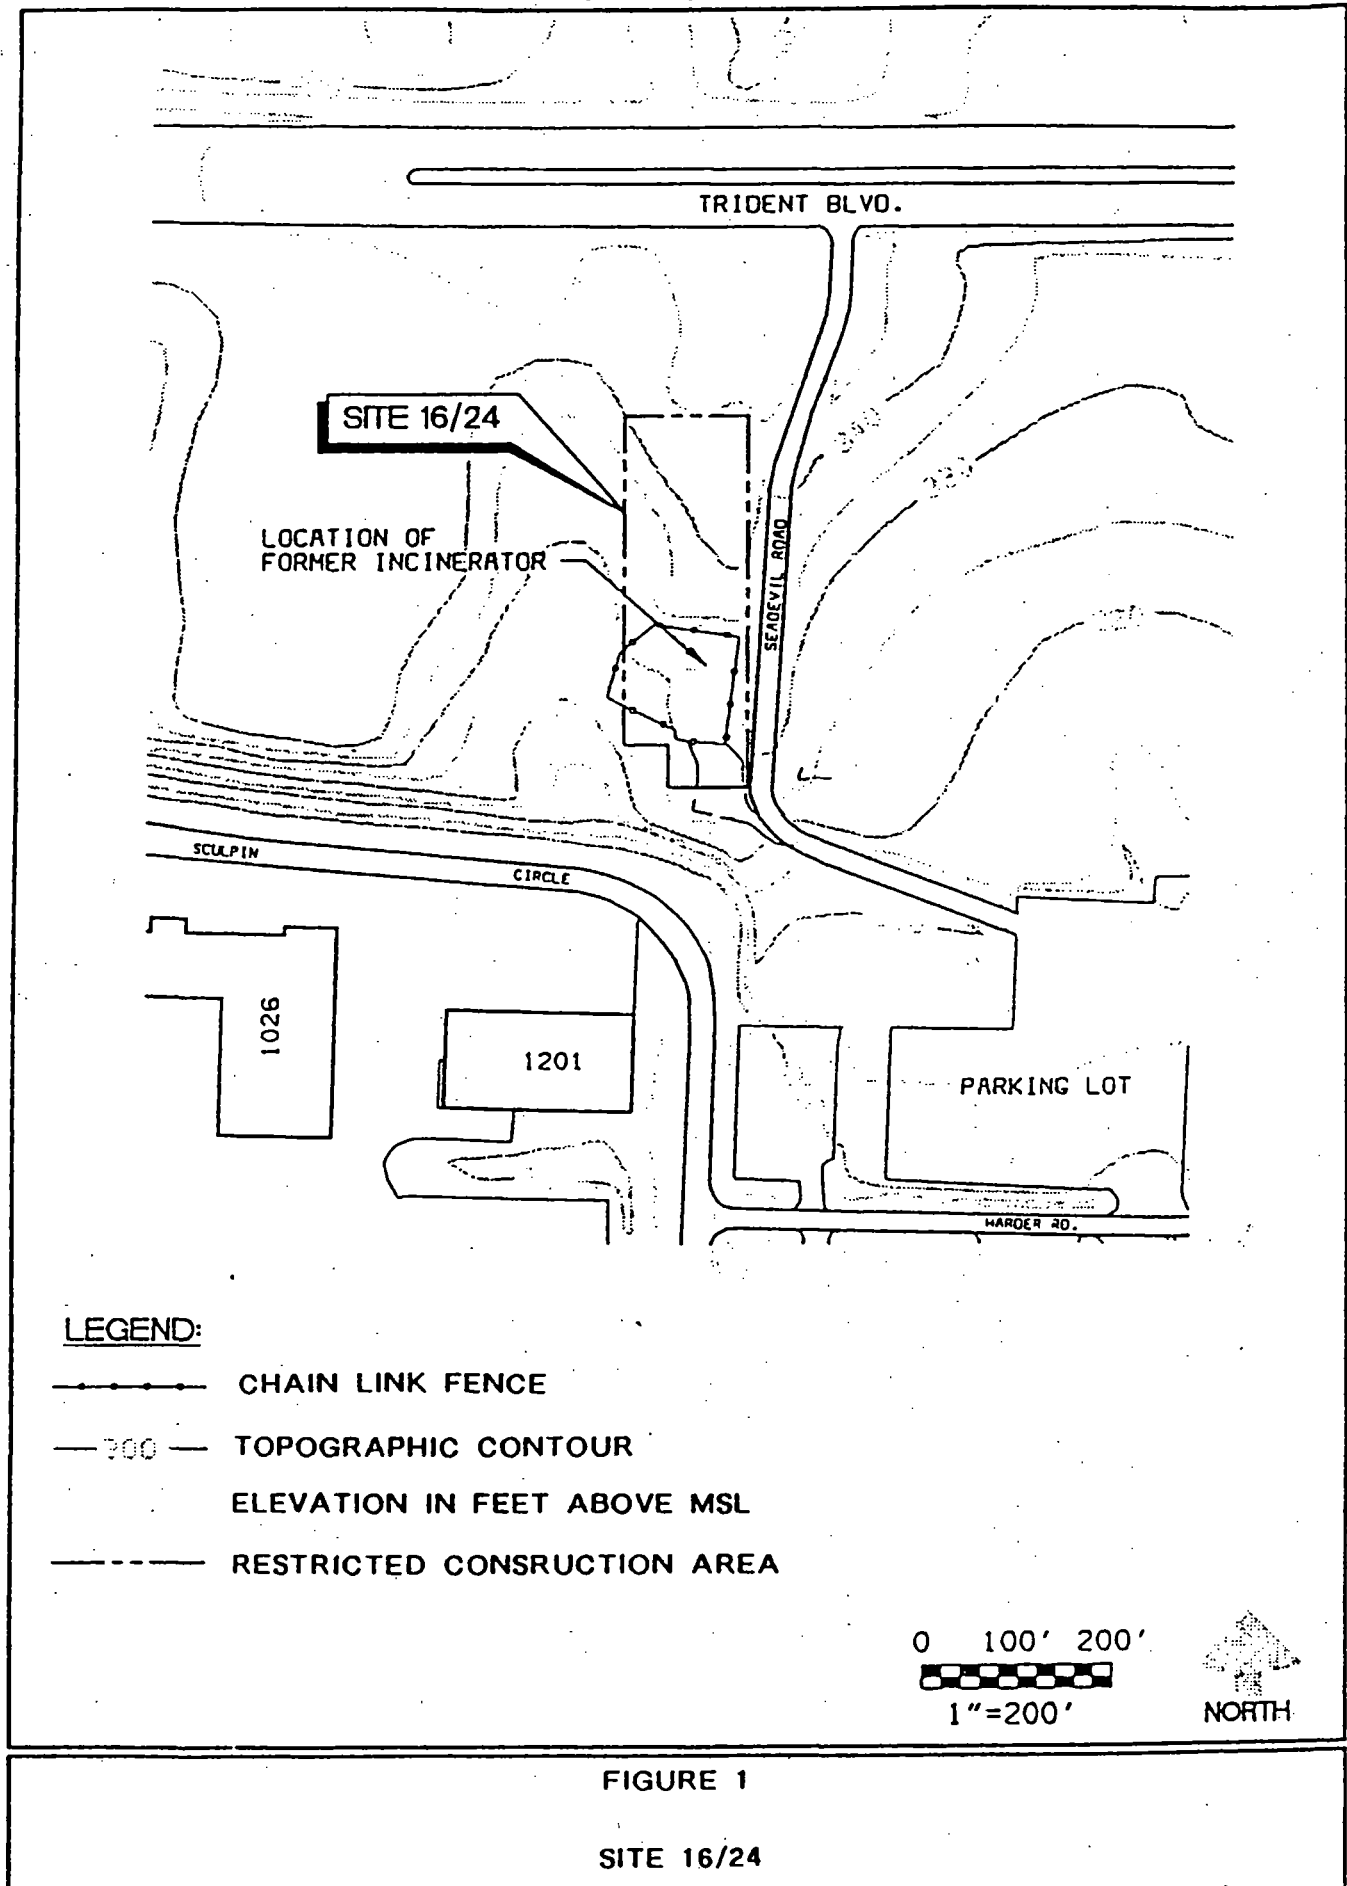 TRIDENT BLVD.
SITE 16/24
LOCATION OF
FORMER INCINERATOR
SEADEVIL ROAD
300
SCULPIN
CIRCLE
1026
1201
PARKING LOT
HARDER RD.
LEGEND:
CHAIN LINK FENCE
300 TOPOGRAPHIC CONTOUR
ELEVATION IN FEET ABOVE MSL
RESTRICTED CONSRUCTION AREA
0 100' 200'
1"=200'
NORTH
FIGURE 1
SITE 16/24